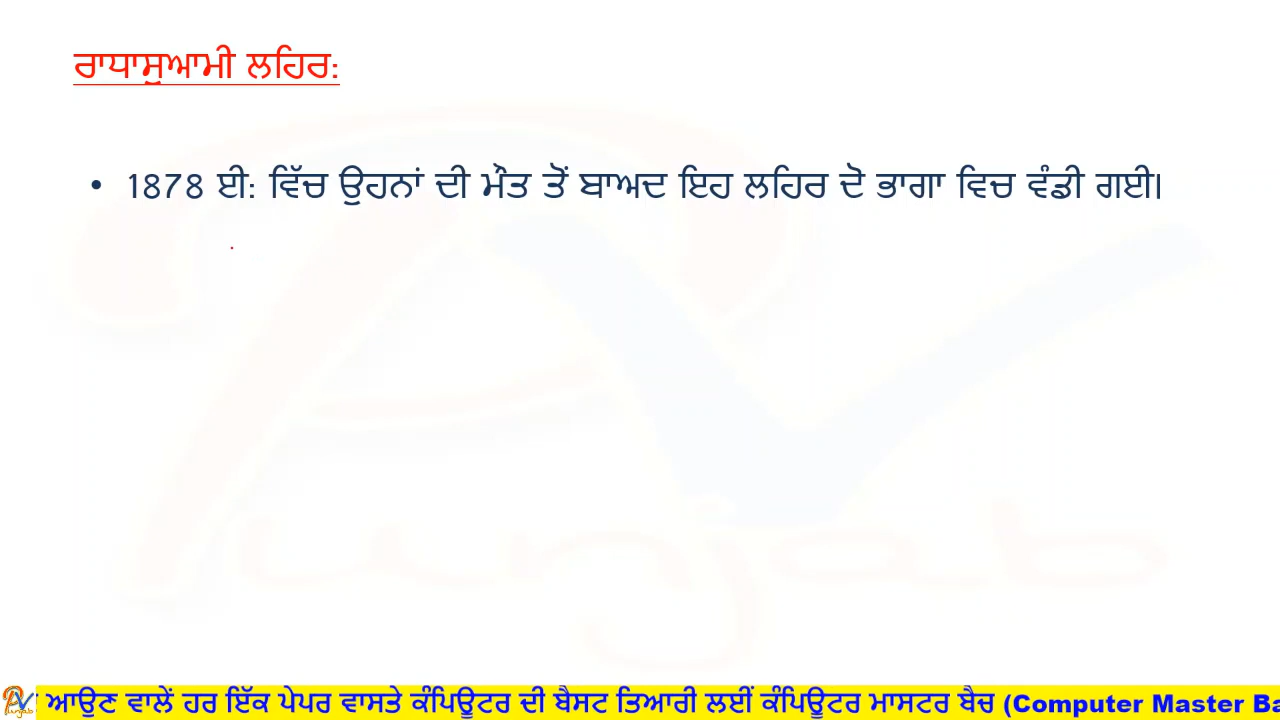 ਰਾਧਾਸੁਆਮੀ ਲਹਿਰ:
• 1878 ਈ: ਵਿੱਚ ਉਹਨਾਂ ਦੀ ਮੌਤ ਤੋਂ ਬਾਅਦ ਇਹ ਲਹਿਰ ਦੋ ਭਾਗਾ ਵਿਚ ਵੰਡੀ ਗਈ।
Punjab
ਆਉਣ ਵਾਲੇਂ ਹਰ ਇੱਕ ਪੇਪਰ ਵਾਸਤੇ ਕੰਪਿਊਟਰ ਦੀ ਬੈਸਟ ਤਿਆਰੀ ਲਈਂ ਕੰਪਿਊਟਰ ਮਾਸਟਰ ਬੈਚ (Computer Master Ba